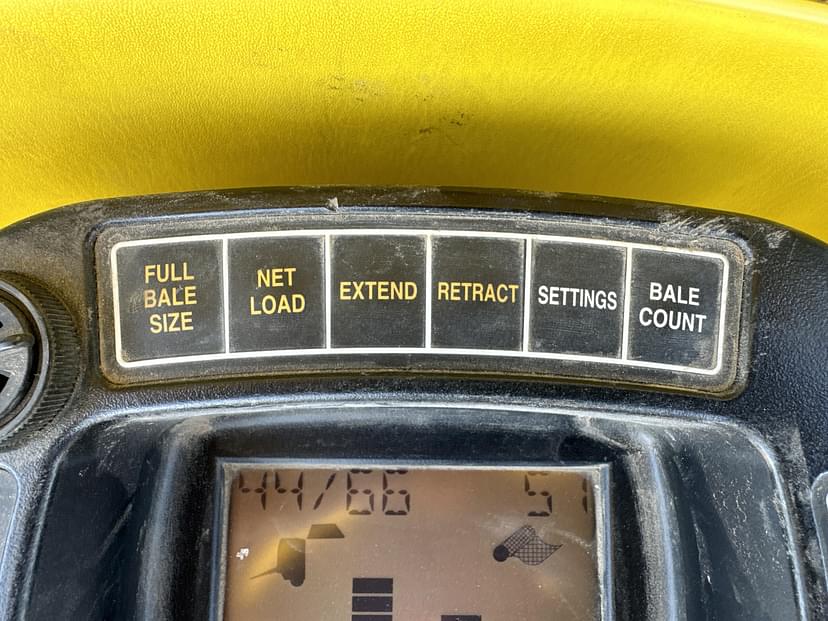 FULL
BALE
SIZE
NET
LOAD
EXTEND
RETRACT
SETTINGS
BALE
COUNT
44/66 51